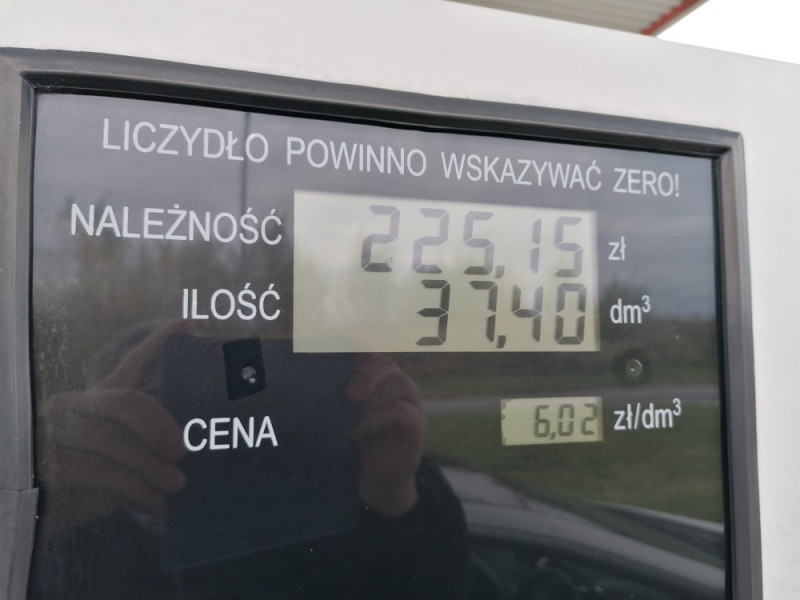 LICZYDŁO POWINNO WSKAZYWAĆ ZERO!
NALEŻNOŚĆ 225,15 zł
ILOŚĆ 37,40 dm³
CENA 6,02 zł/dm³